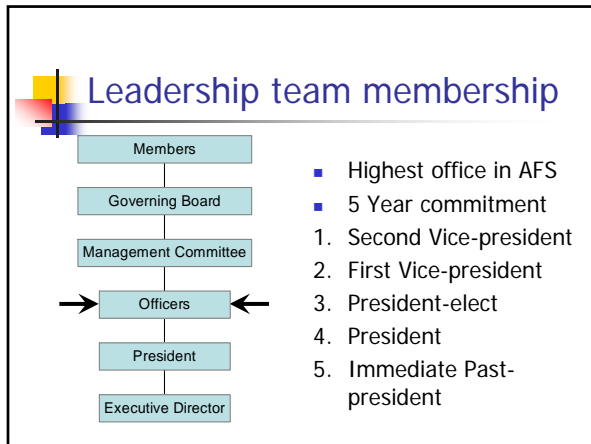 Leadership team membership
Members
Governing Board
Management Committee
Officers
President
Executive Director
■ Highest office in AFS
■ 5 Year commitment
1. Second Vice-president
2. First Vice-president
3. President-elect
4. President
5. Immediate Past-
president